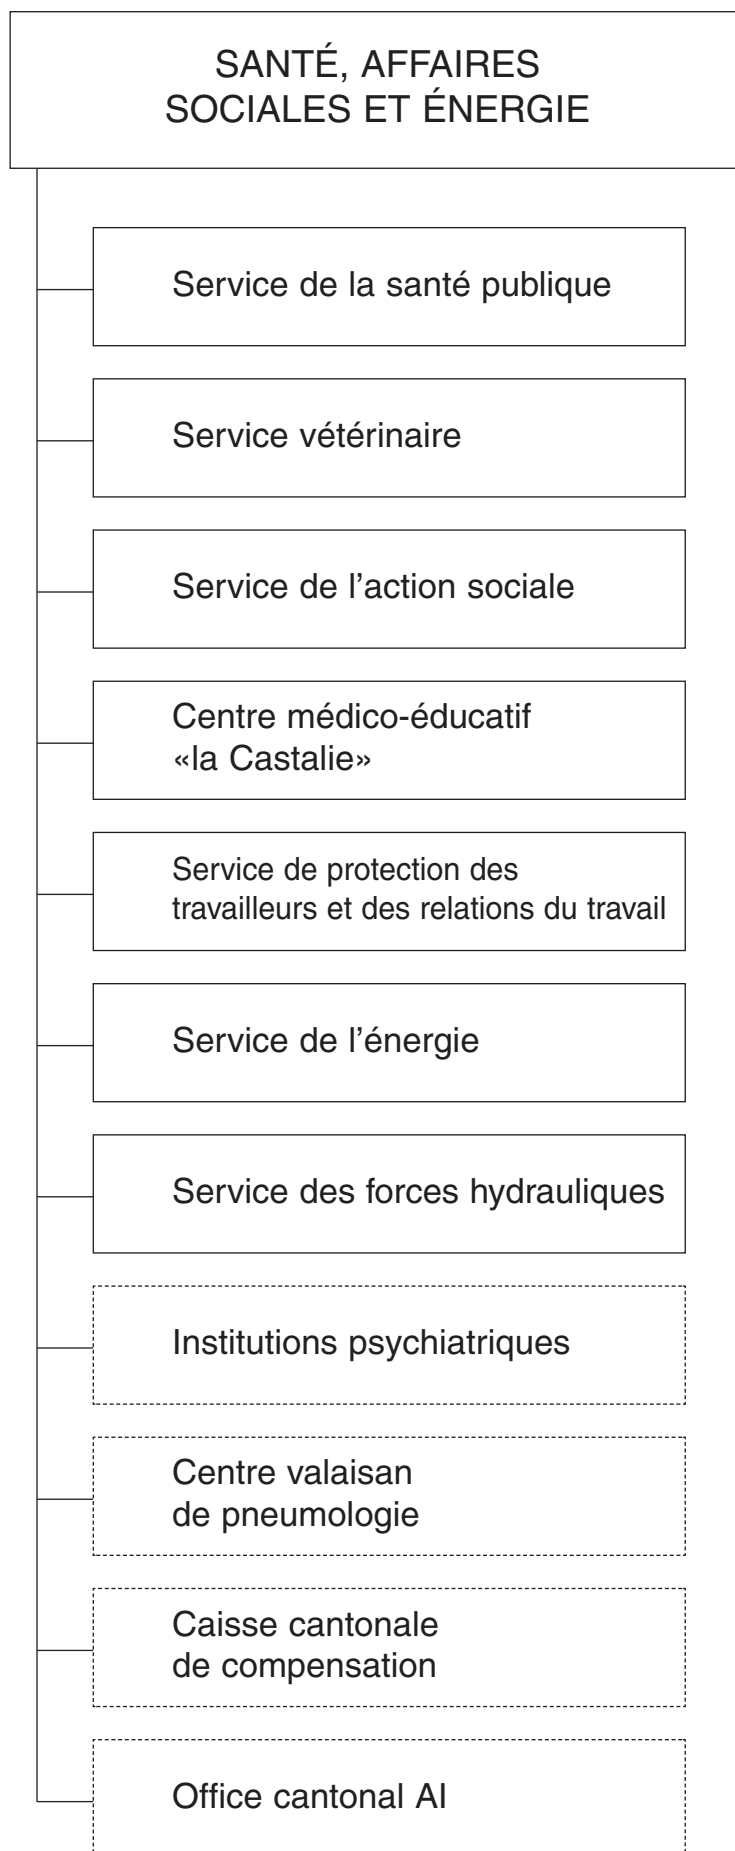 SANTÉ, AFFAIRES
SOCIALES ET ÉNERGIE
Service de la santé publique
Service vétérinaire
Service de l’action sociale
Centre médico-éducatif
«la Castalie»
Service de protection des
travailleurs et des relations du travail
Service de l’énergie
Service des forces hydrauliques
Institutions psychiatriques
Centre valaisan
de pneumologie
Caisse cantonale
de compensation
Office cantonal AI